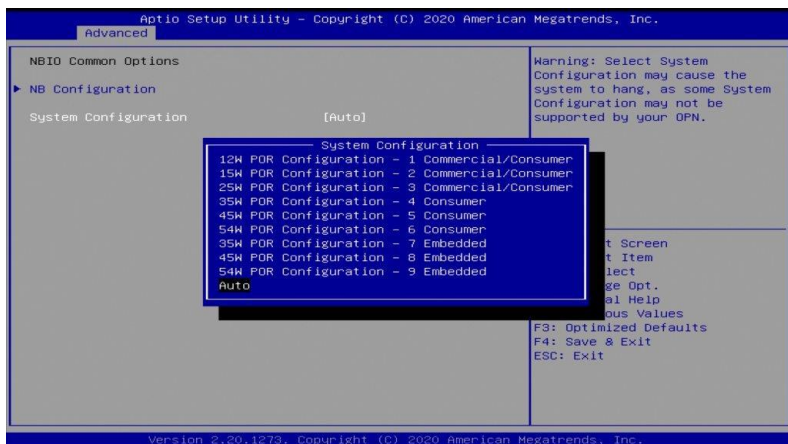 Aptio Setup Utility – Copyright (C) 2020 American Megatrends, Inc.
Advanced
NBIO Common Options
NB Configuration
System Configuration [Auto]
Warning: Select System
Configuration may cause the
system to hang, as some System
Configuration may not be
supported by your OPN.
System Configuration
12W POR Configuration – 1 Commercial/Consumer
15W POR Configuration – 2 Commercial/Consumer
25W POR Configuration – 3 Commercial/Consumer
35W POR Configuration – 4 Consumer
45W POR Configuration – 5 Consumer
54W POR Configuration – 6 Consumer
35W POR Configuration – 7 Embedded
45W POR Configuration – 8 Embedded
54W POR Configuration – 9 Embedded
Auto
t Screen
t Item
lect
ge Opt.
al Help
ous Values
F3: Optimized Defaults
F4: Save & Exit
ESC: Exit
Version 2.20.1273. Copyright (C) 2020 American Megatrends, Inc.